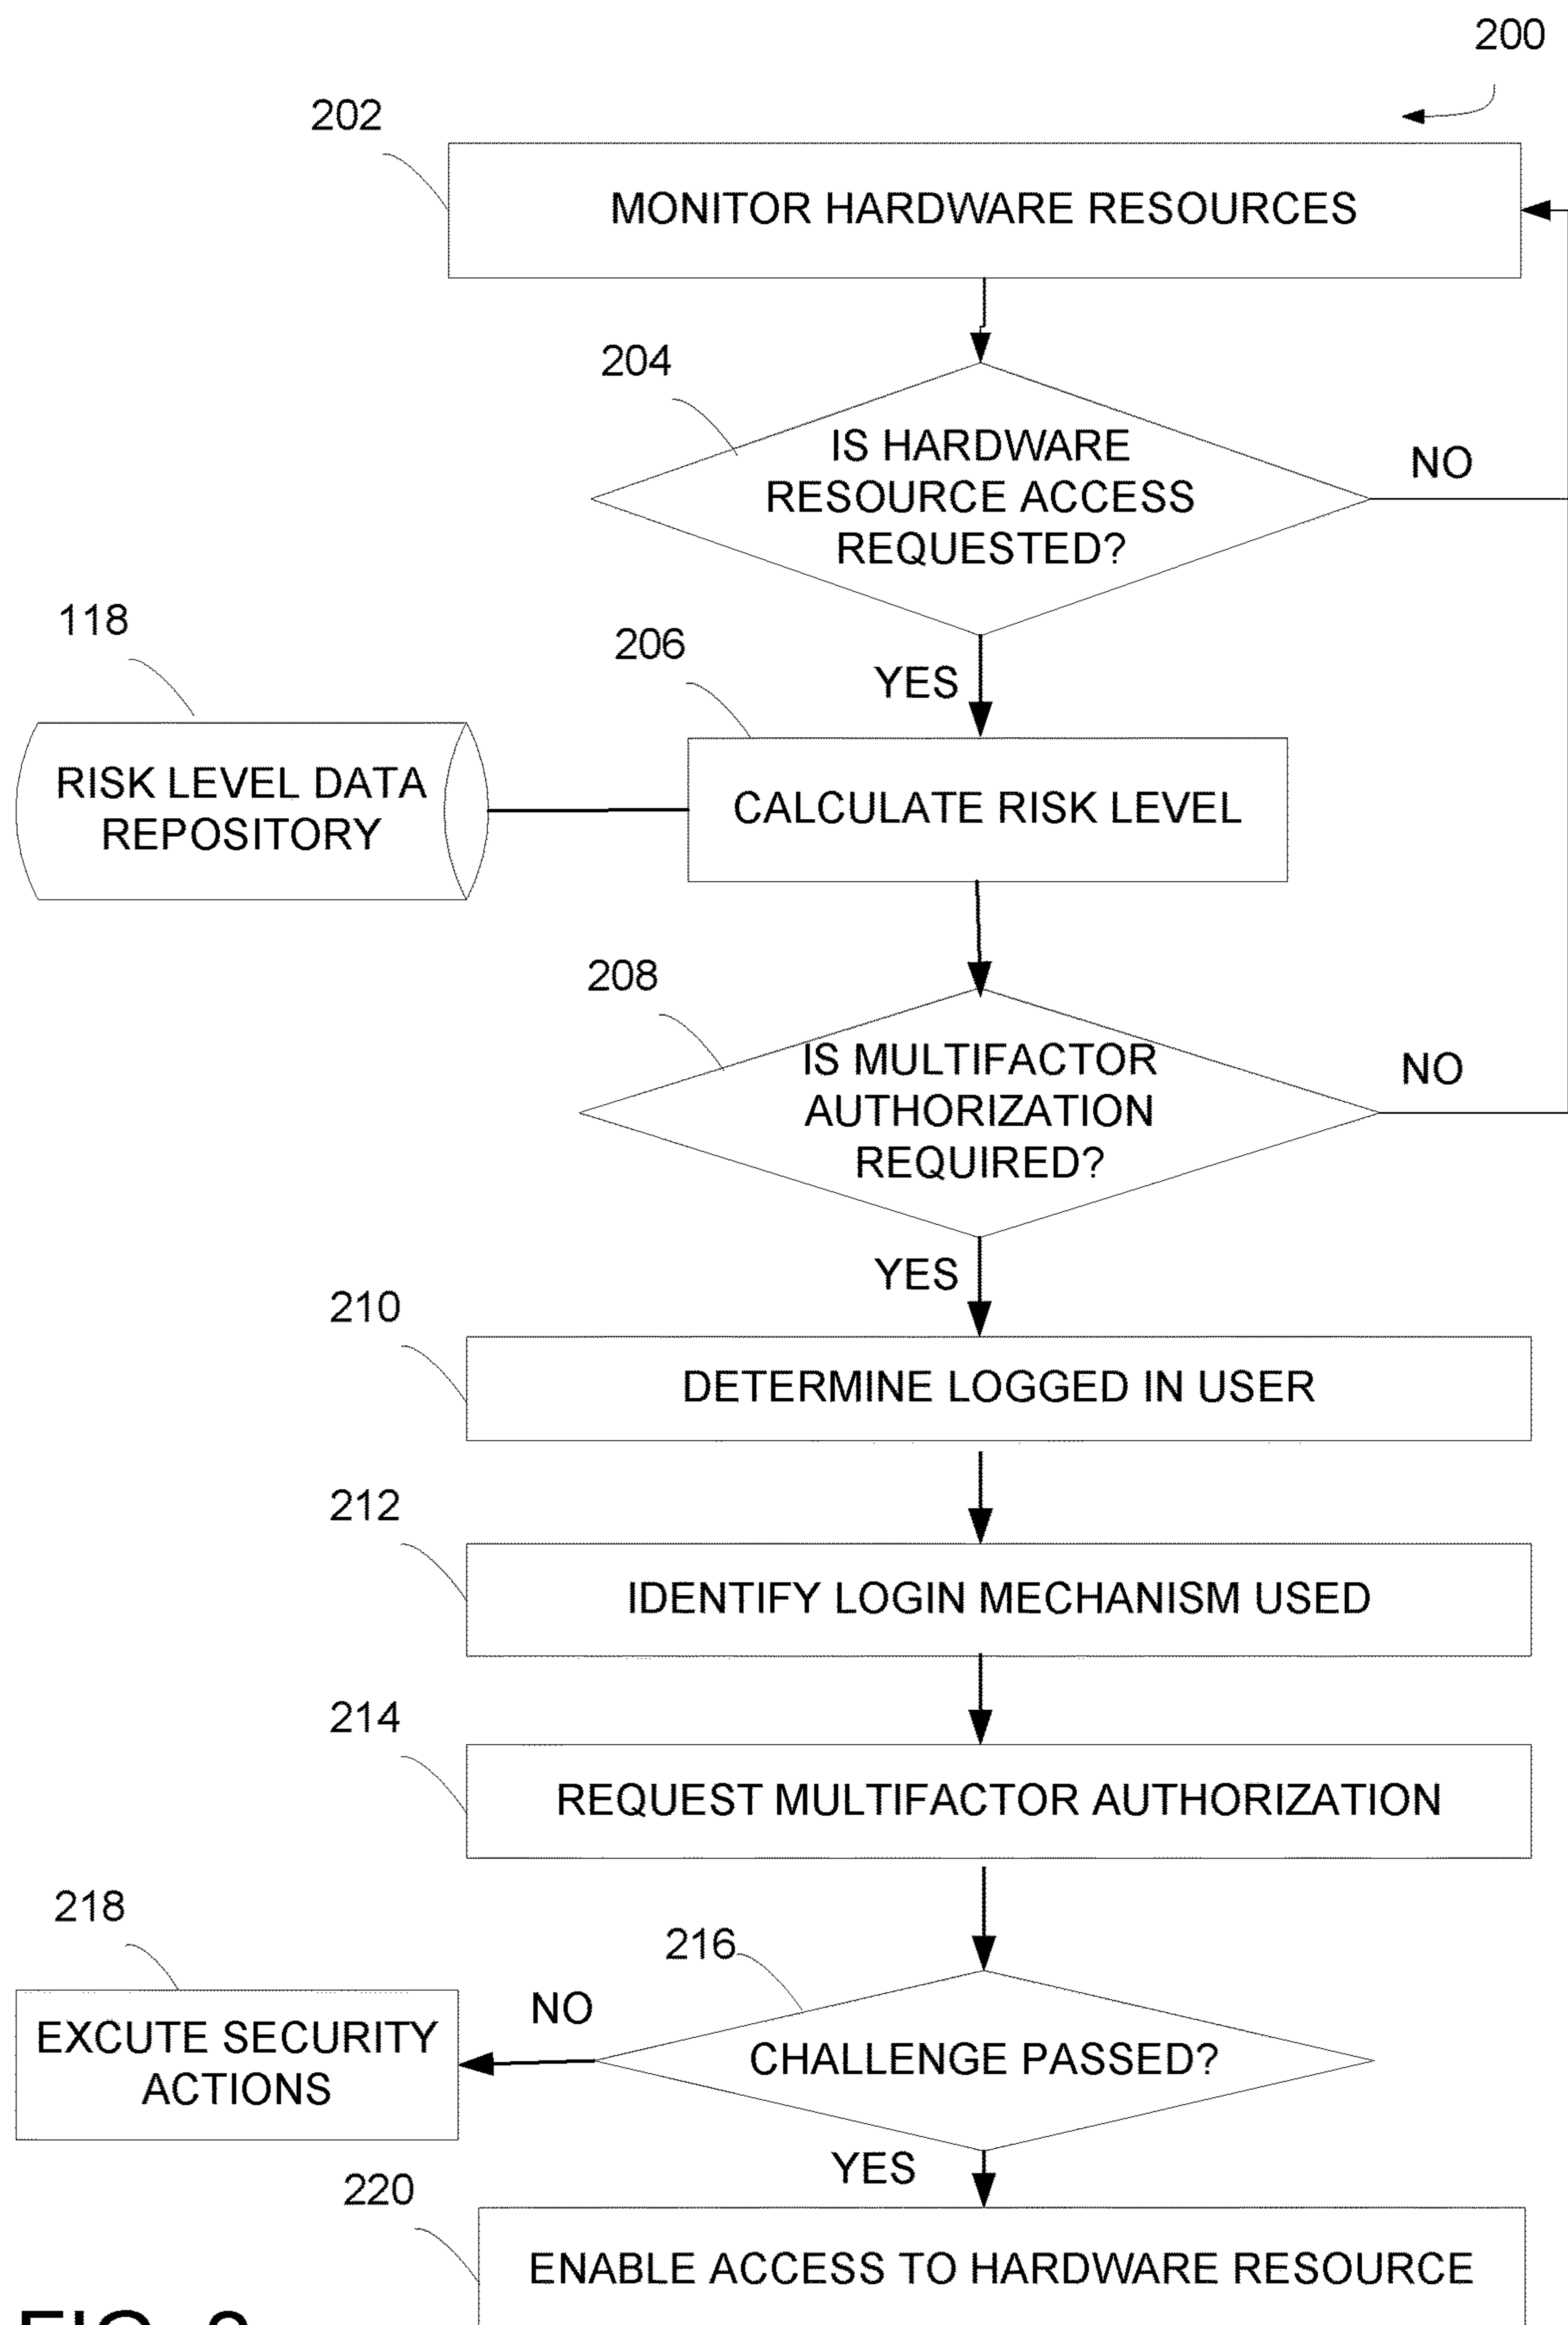 200
202
MONITOR HARDWARE RESOURCES
204
IS HARDWARE
RESOURCE ACCESS
REQUESTED?
NO
118
206
YES
RISK LEVEL DATA
REPOSITORY
CALCULATE RISK LEVEL
208
IS MULTIFACTOR
AUTHORIZATION
REQUIRED?
NO
YES
210
DETERMINE LOGGED IN USER
212
IDENTIFY LOGIN MECHANISM USED
214
REQUEST MULTIFACTOR AUTHORIZATION
218
216
NO
EXCUTE SECURITY
ACTIONS
CHALLENGE PASSED?
YES
220
ENABLE ACCESS TO HARDWARE RESOURCE
FIG.